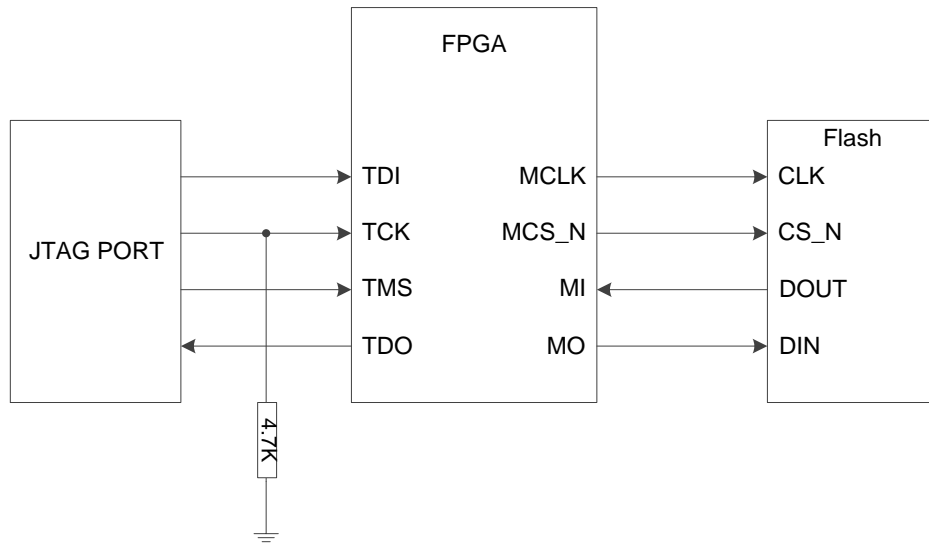 FPGA
Flash
JTAG PORT
TDI
TCK
TMS
TDO
MCLK
MCS_N
MI
MO
CLK
CS_N
DOUT
DIN
4.7K